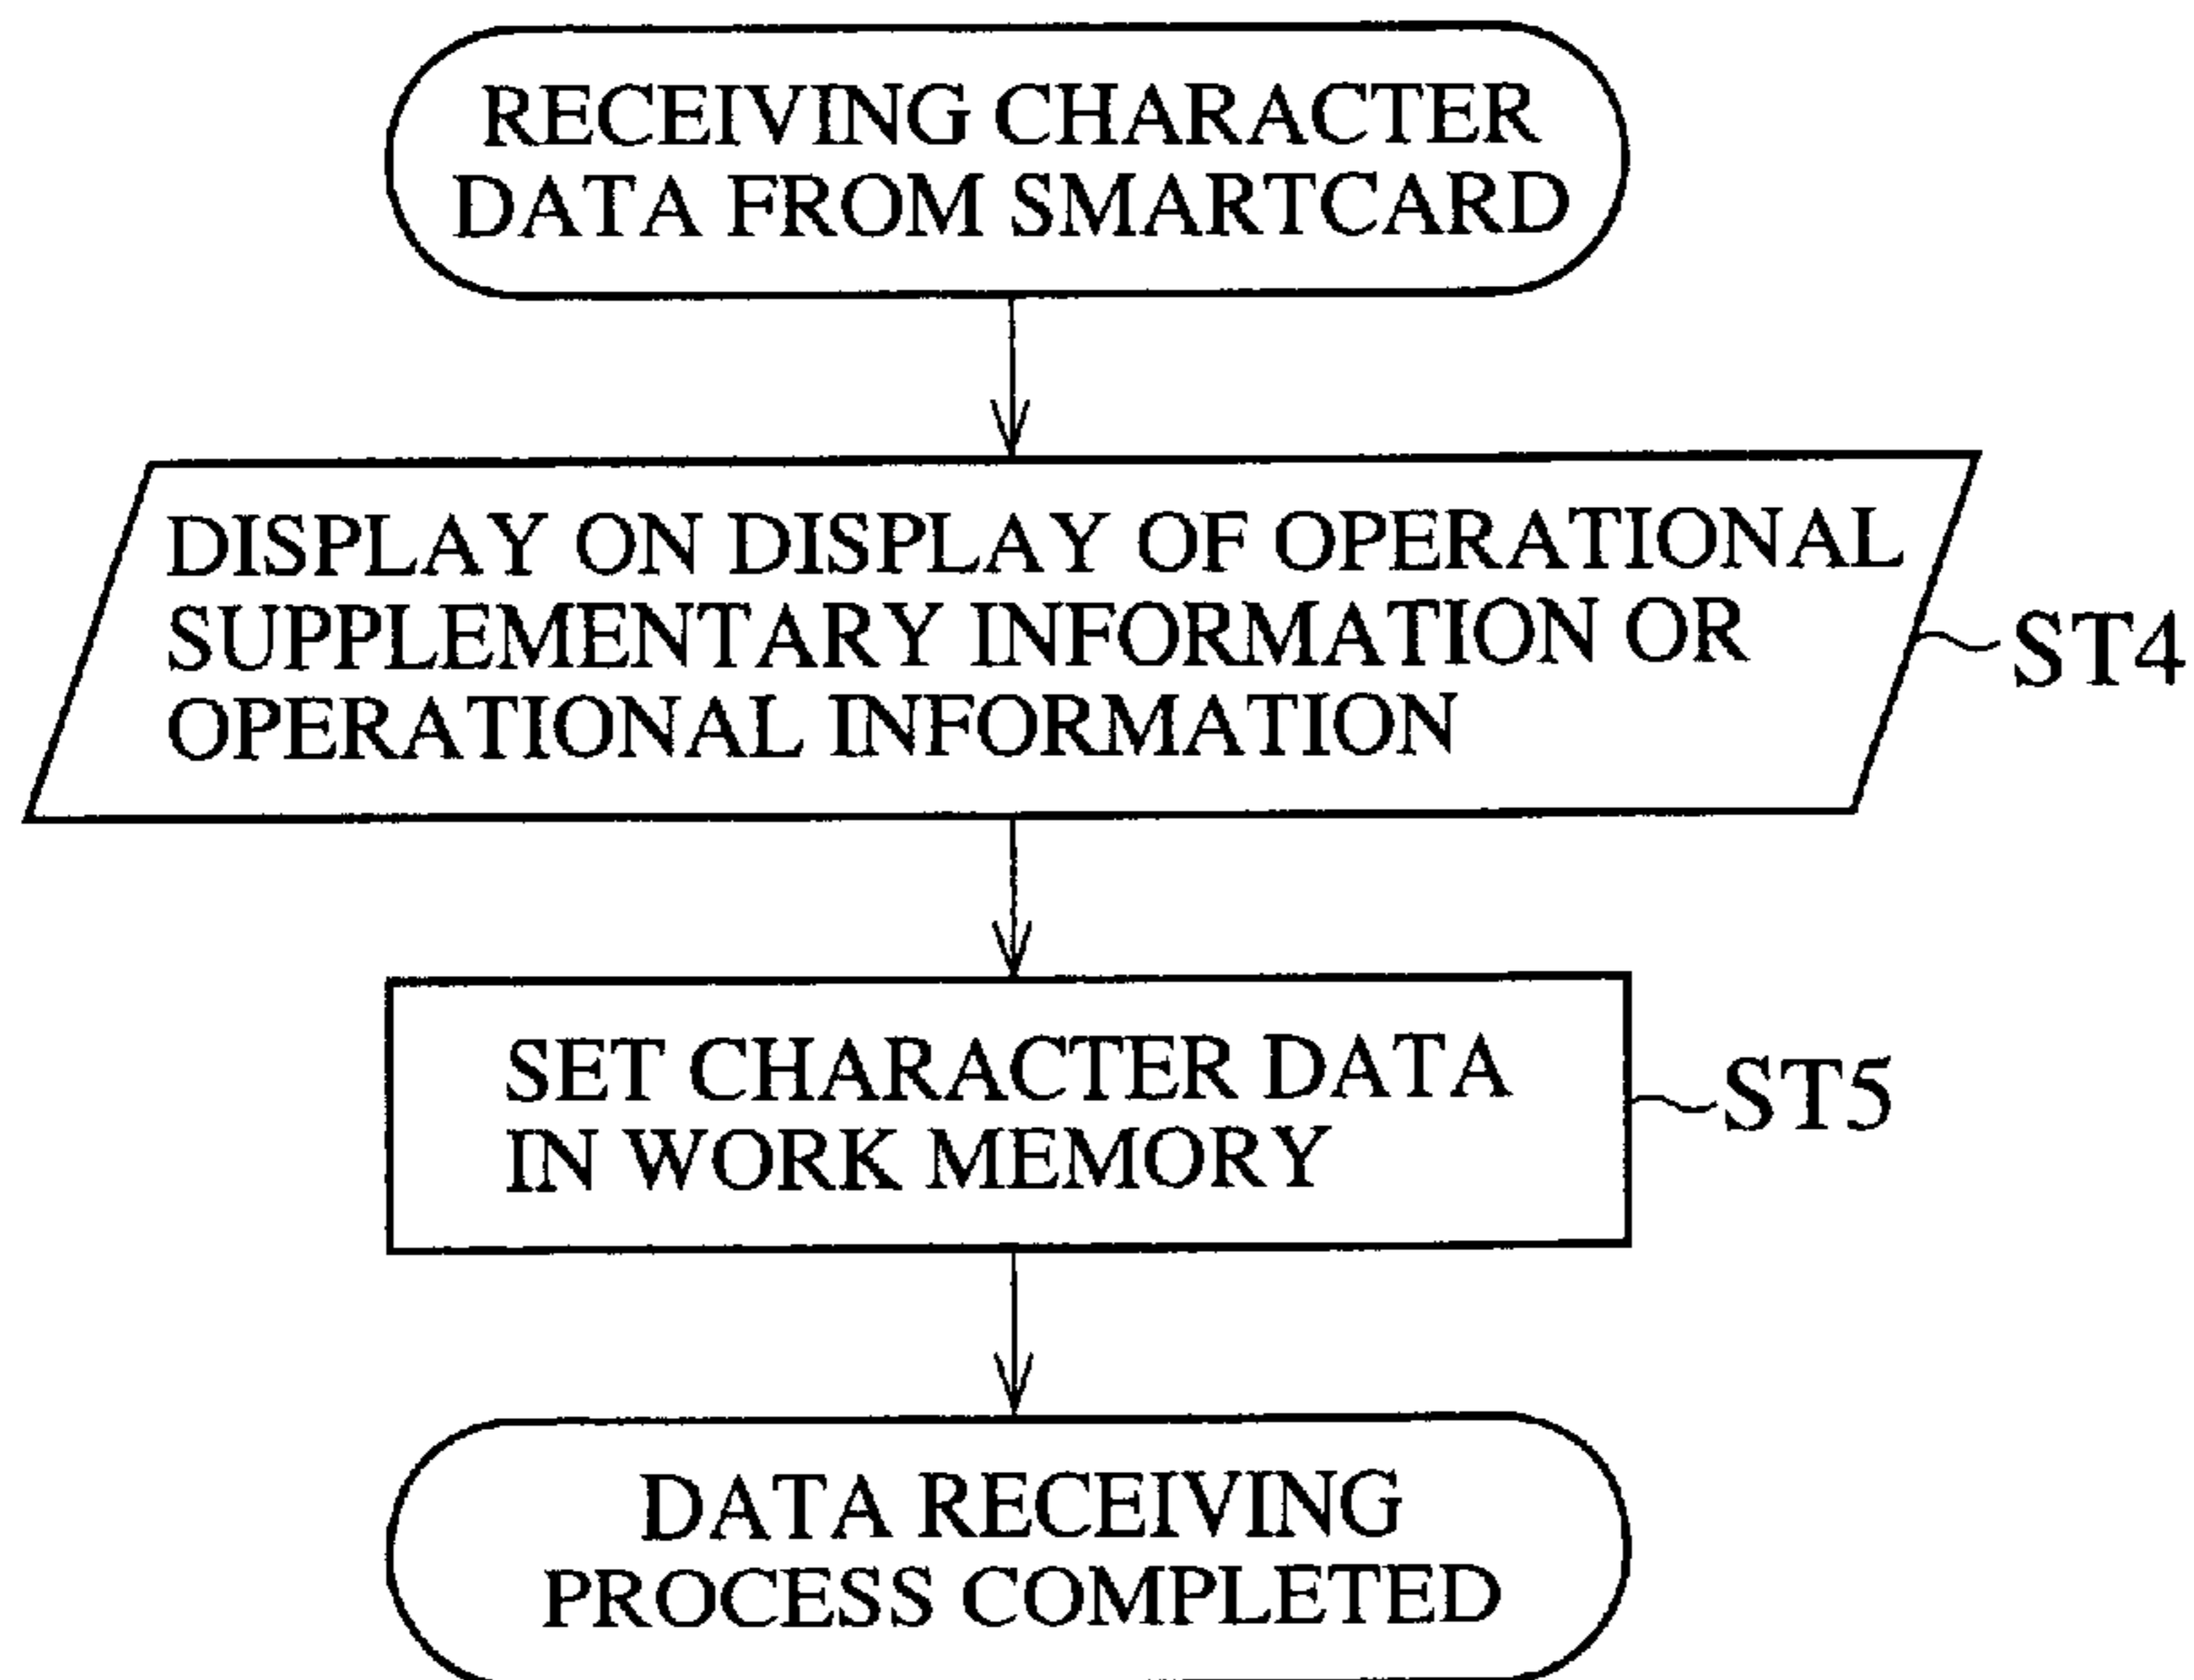 RECEIVING CHARACTER
DATA FROM SMARTCARD
DISPLAY ON DISPLAY OF OPERATIONAL
SUPPLEMENTARY INFORMATION OR
OPERATIONAL INFORMATION
ST4
SET CHARACTER DATA
IN WORK MEMORY
ST5
DATA RECEIVING
PROCESS COMPLETED